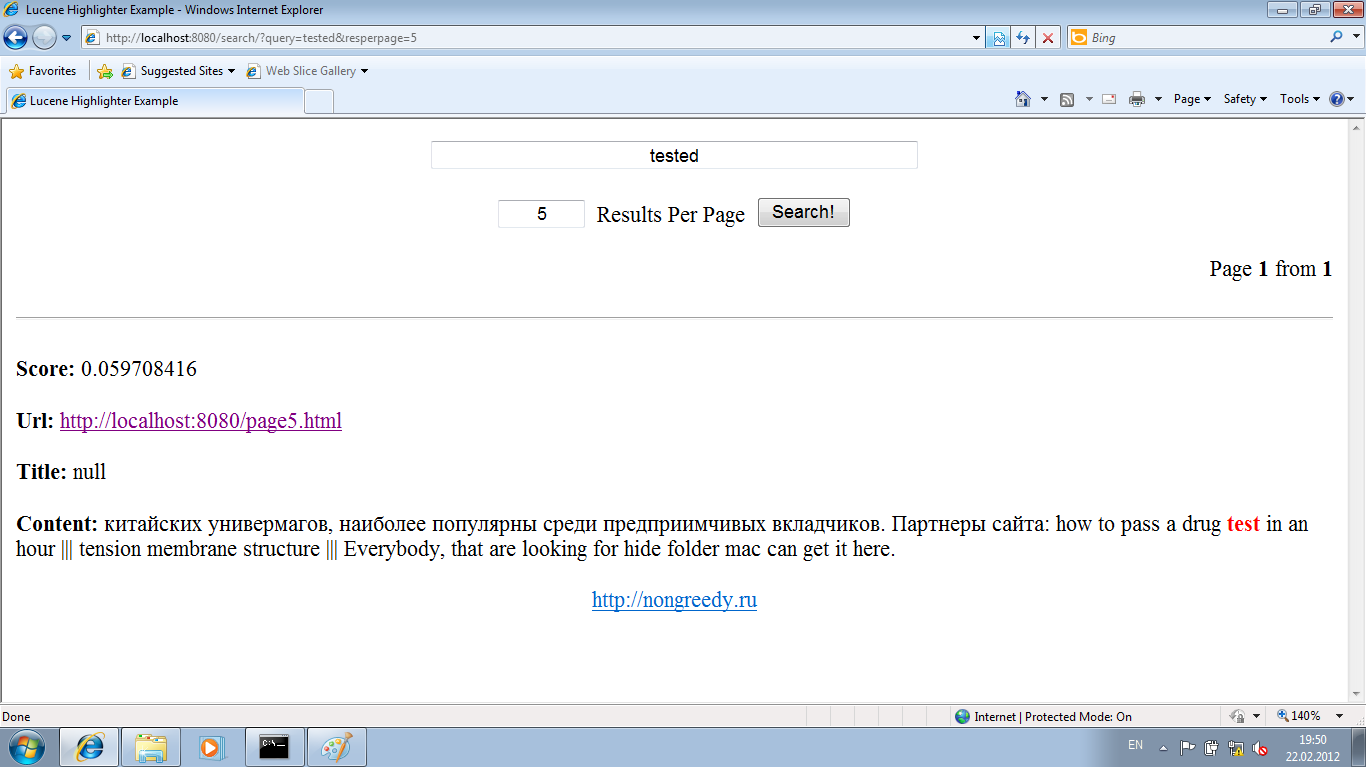 Lucene Highlighter Example - Windows Internet Explorer
http://localhost:8080/search/?query=tested&resperpage=5
Bing
Favorites
Suggested Sites
Web Slice Gallery
Lucene Highlighter Example
Page
Safety
Tools
tested
5 Results Per Page Search!
Page 1 from 1
Score: 0.059708416
Url: http://localhost:8080/page5.html
Title: null
Content: китайских универмагов, наиболее популярны среди предприимчивых вкладчиков. Партнеры сайта: how to pass a drug test in an
hour ||| tension membrane structure ||| Everybody, that are looking for hide folder mac can get it here.
http://nongreedy.ru
Done
Internet | Protected Mode: On
140%
C:\_
EN
19:50
22.02.2012